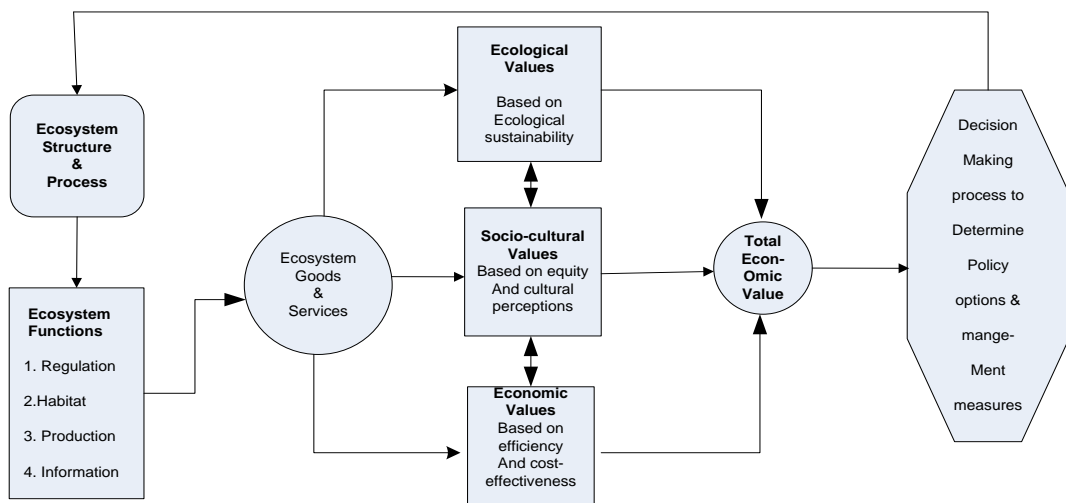 Ecosystem
Structure
&
Process
Ecosystem
Functions
1. Regulation
2.Habitat
3. Production
4. Information
Ecosystem
Goods
&
Services
Ecological
Values
Based on
Ecological
sustainability
Socio-cultural
Values
Based on equity
And cultural
perceptions
Economic Values
Based on
efficiency
And cost-
effectiveness
Total
Econ-
Omic
Value
Decision
Making
process to
Determine
Policy
options &
mange-
Ment
measures